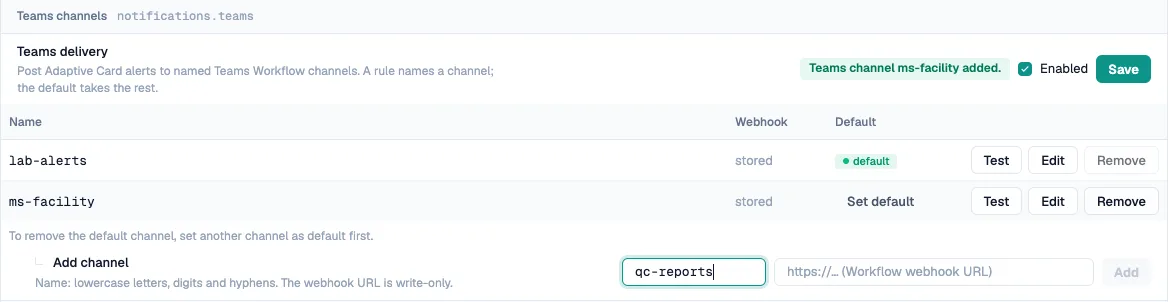 Teams channels notifications.teams
Teams delivery
Post Adaptive Card alerts to named Teams Workflow channels. A rule names a channel;
the default takes the rest.
Teams channel ms-facility added.
Enabled
Save
Name Webhook Default
lab-alerts stored default Test Edit Remove
ms-facility stored Set default Test Edit Remove
To remove the default channel, set another channel as default first.
Add channel
Name: lowercase letters, digits and hyphens. The webhook URL is write-only.
qc-reports https://… (Workflow webhook URL) Add